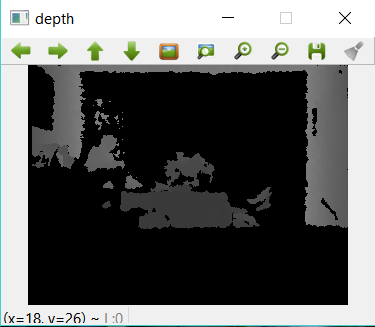 depth
(x=18, y=26) ~ L:0